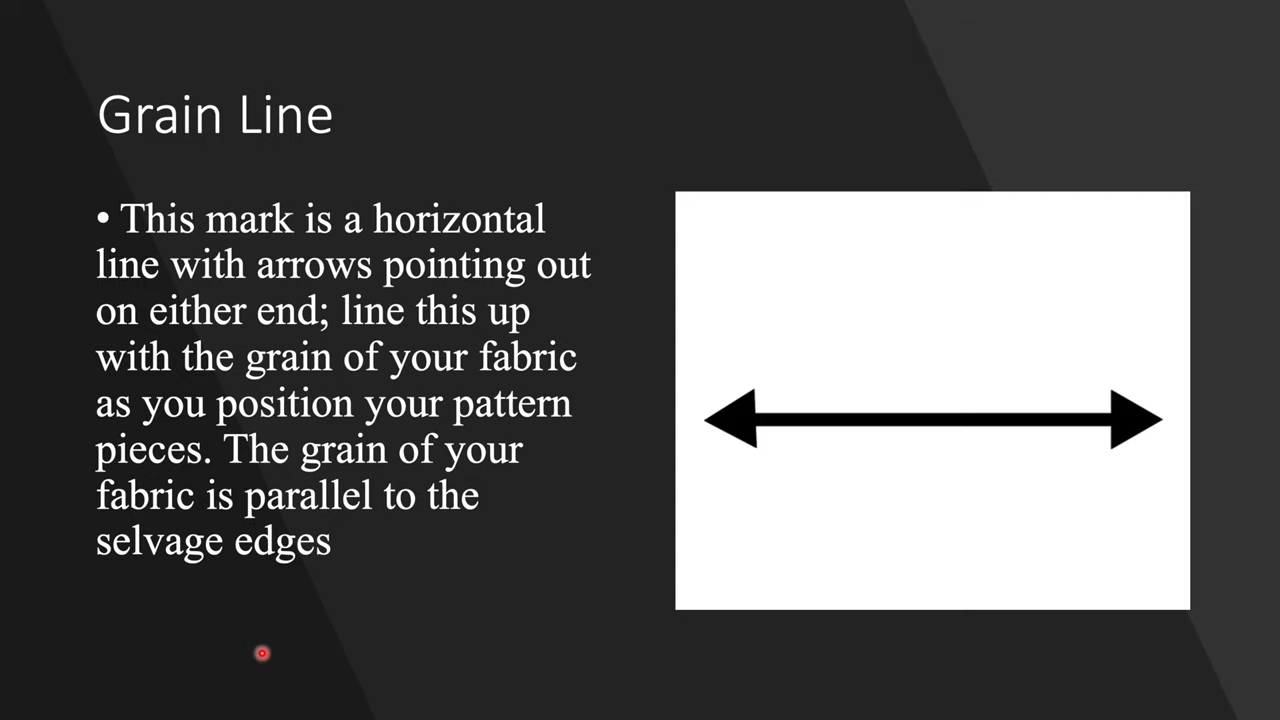 Grain Line
• This mark is a horizontal
line with arrows pointing out
on either end; line this up
with the grain of your fabric
as you position your pattern
pieces. The grain of your
fabric is parallel to the
selvage edges